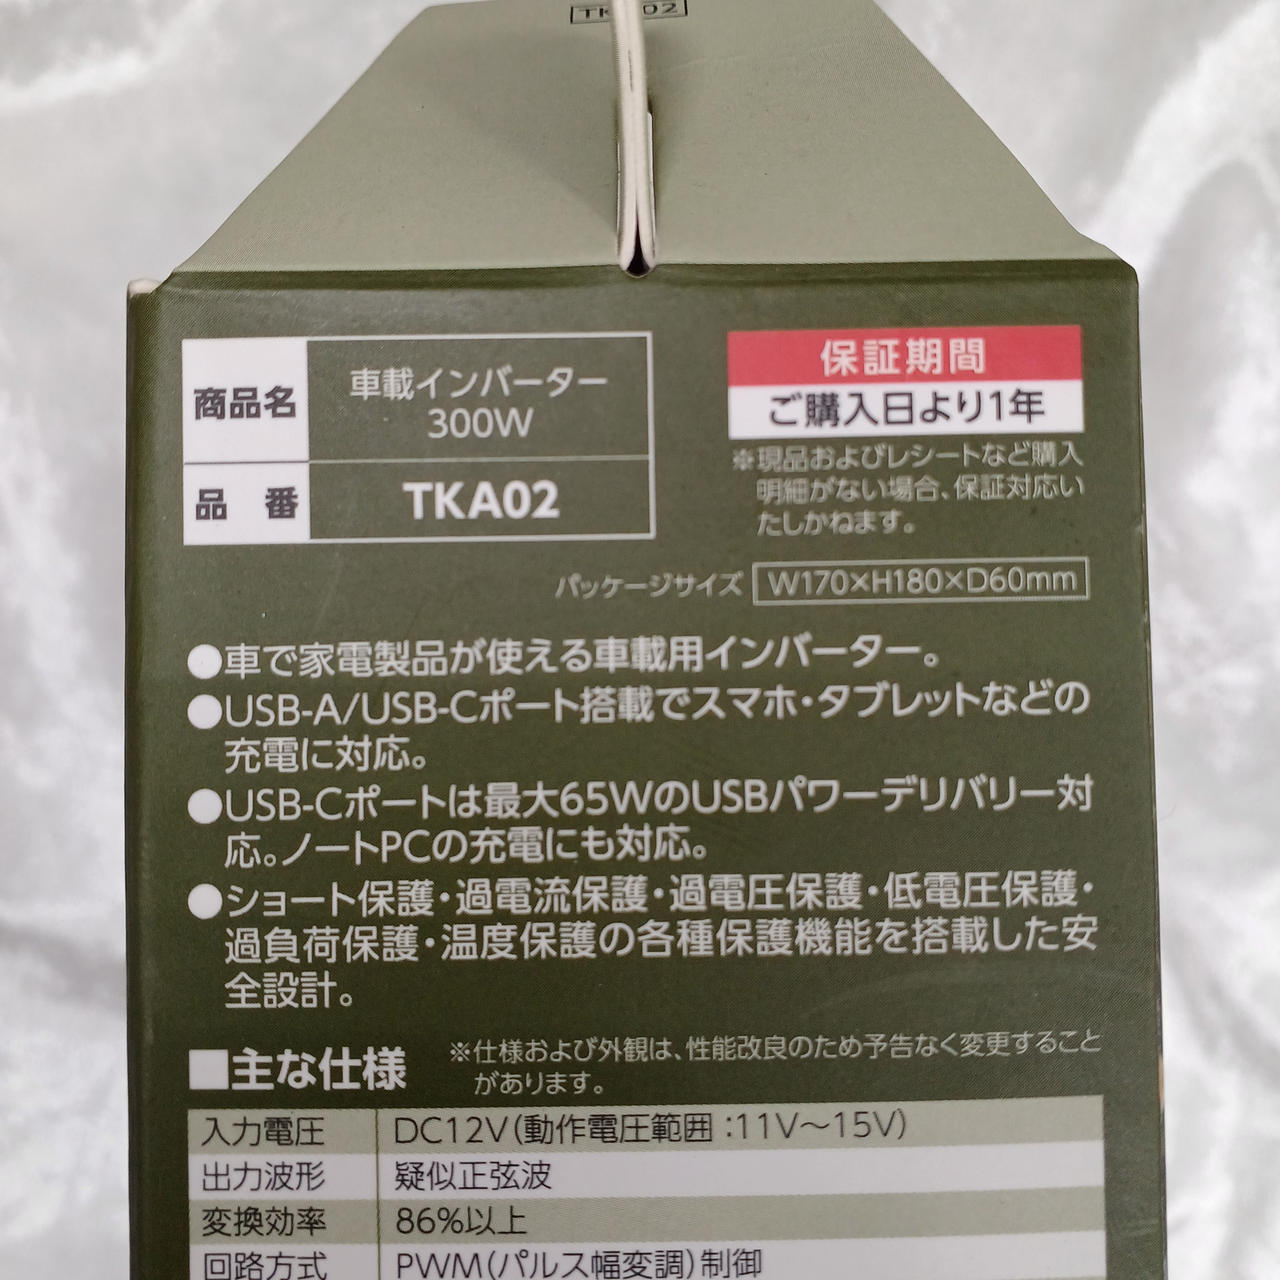 TKA02
商品名
車載インバーター
300W
品 番
TKA02
保証期間
ご購入日より1年
※現品およびレシートなど購入
明細がない場合、保証対応い
たしかねます。
パッケージサイズ W170×H180×D60mm
●車で家電製品が使える車載用インバーター。
●USB-A/USB-Cポート搭載でスマホ・タブレットなどの
充電に対応。
●USB-Cポートは最大65WのUSBパワーデリバリー対
応。ノートPCの充電にも対応。
●ショート保護・過電流保護・過電圧保護・低電圧保護・
過負荷保護・温度保護の各種保護機能を搭載した安
全設計。
■主な仕様
※仕様および外観は、性能改良のため予告なく変更すること
があります。
入力電圧 DC12V(動作電圧範囲:11V～15V)
出力波形 疑似正弦波
変換効率 86%以上
回路方式 PWM(パルス幅変調)制御